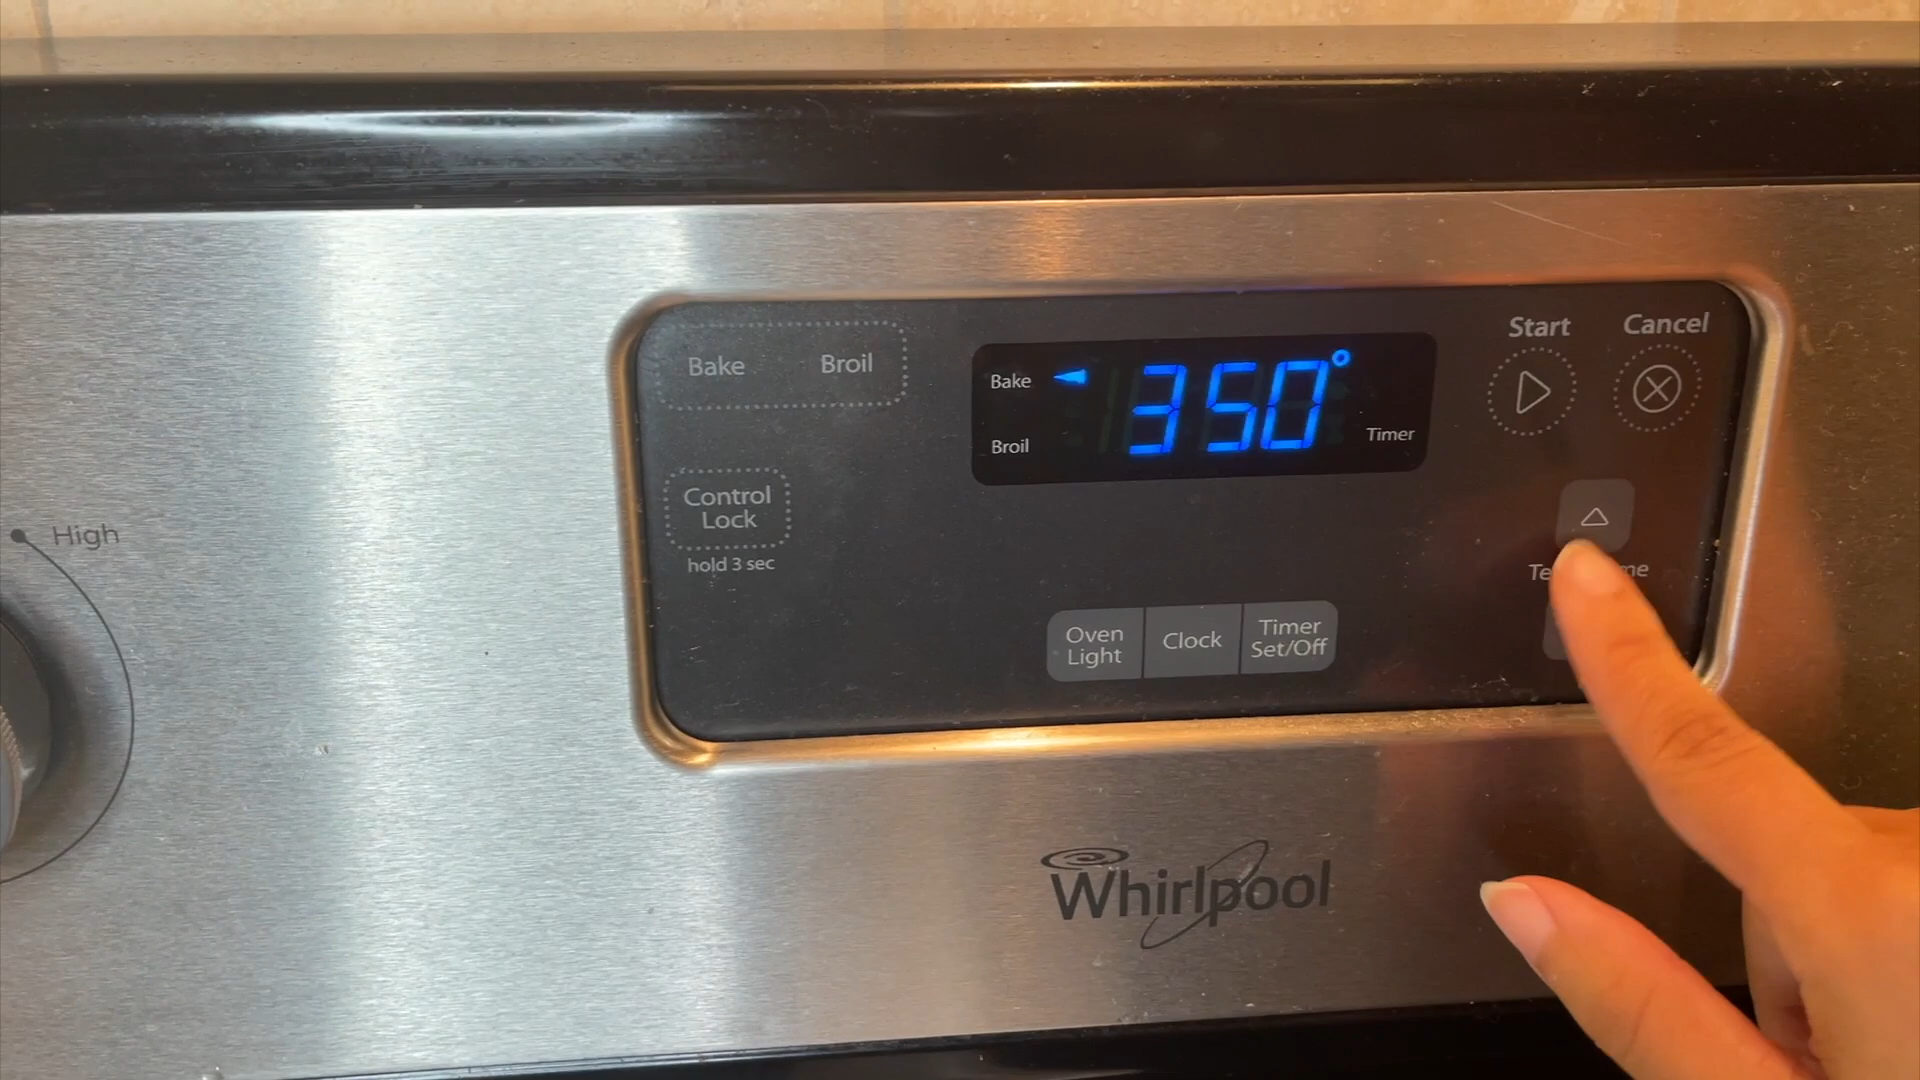 Bake Broil
Control
Lock
hold 3 sec
Bake
350°
Broil
Timer
Start
Cancel
Oven
Light
Clock
Timer
Set/Off
High
Whirlpool